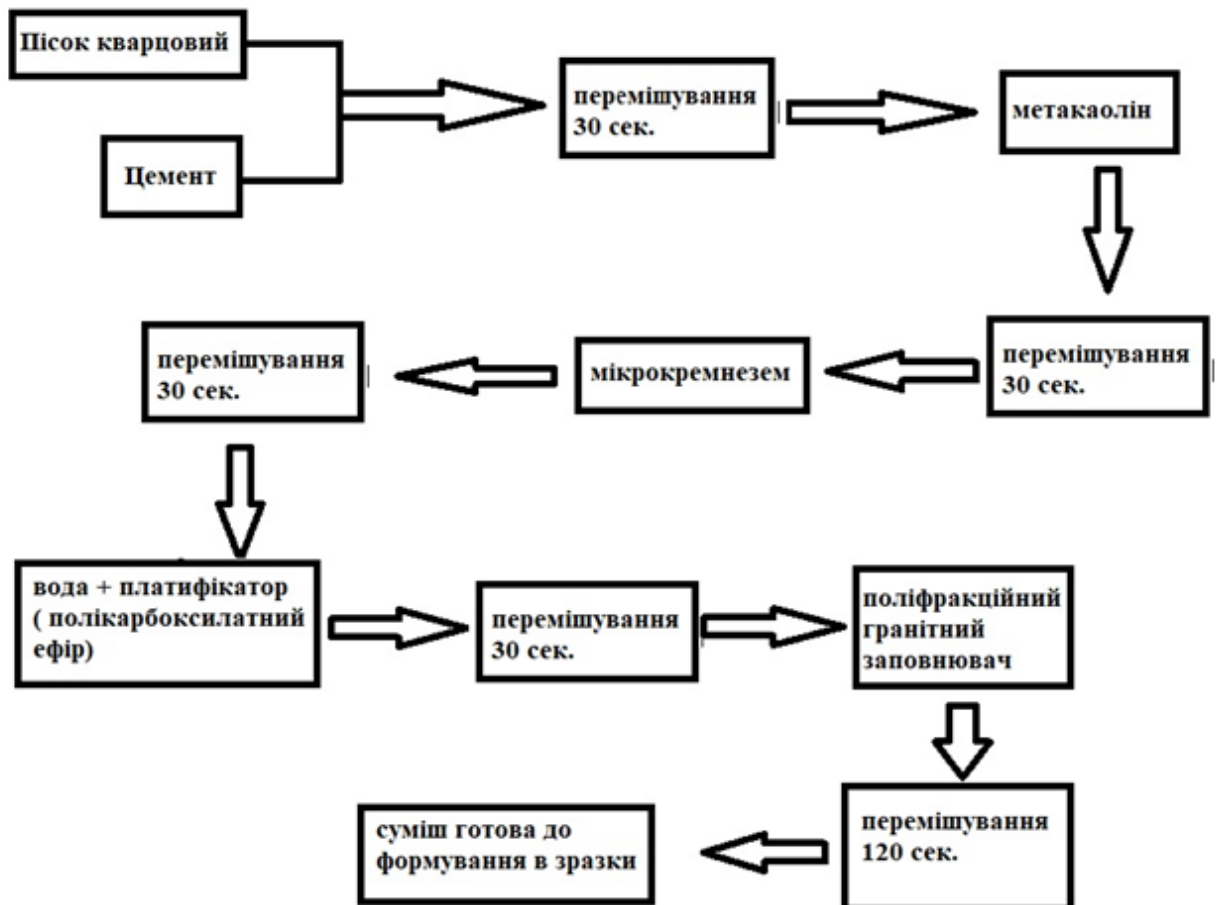 Пісок кварцовий
Цемент
перемішування
30 сек.
метакаолін
перемішування
30 сек.
мікрокремнезем
перемішування
30 сек.
вода + платифікатор
( полікарбоксилатний
ефір)
перемішування
30 сек.
поліфракційний
гранітний
заповнювач
перемішування
120 сек.
суміш готова до
формування в зразки